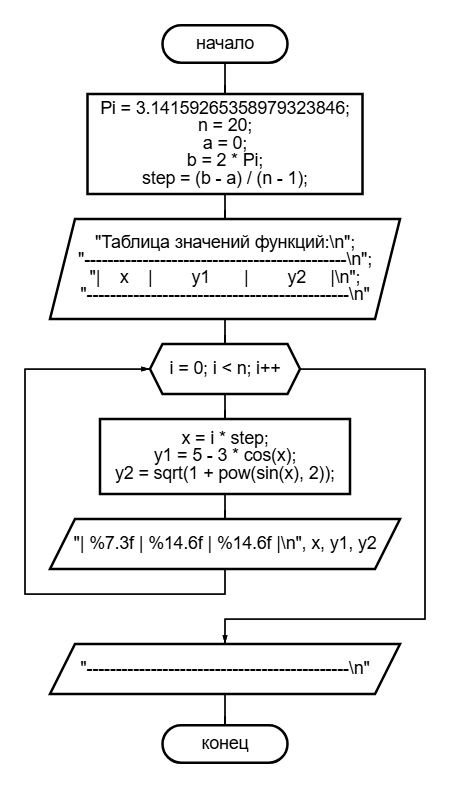 начало
Pi = 3.14159265358979323846;
n = 20;
a = 0;
b = 2 * Pi;
step = (b - a) / (n - 1);
"Таблица значений функций:\n";
"--------------------------------------------\n";
"| x | y1 | y2 |\n";
"--------------------------------------------\n"
i = 0; i < n; i++
x = i * step;
y1 = 5 - 3 * cos(x);
y2 = sqrt(1 + pow(sin(x), 2));
"| %7.3f | %14.6f | %14.6f |\n", x, y1, y2
"--------------------------------------------\n"
конец